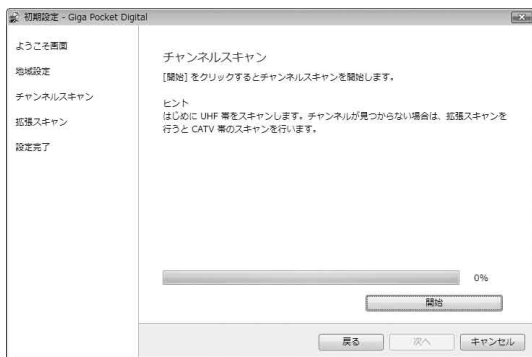 初期設定 - Giga Pocket Digital
ようこそ画面
地域設定
チャンネルスキャン
拡張スキャン
設定完了
チャンネルスキャン
[開始] をクリックするとチャンネルスキャンを開始します。
ヒント
はじめに UHF 帯をスキャンします。チャンネルが見つからない場合は、拡張スキャンを
行うと CATV 帯のスキャンを行います。
0%
開始
戻る
次へ
キャンセル